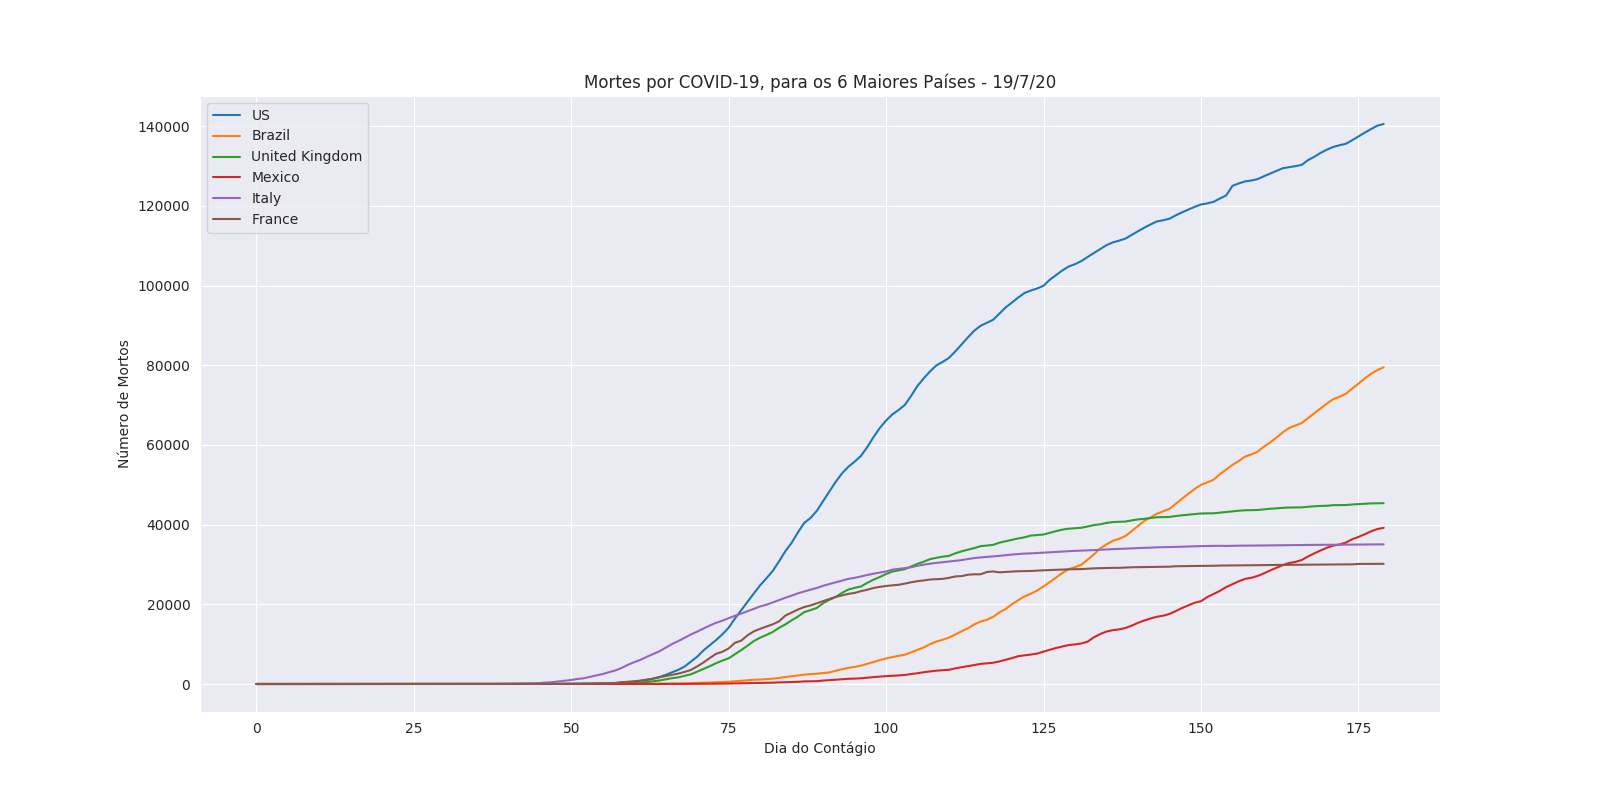 Mortes por COVID-19, para os 6 Maiores Países - 19/7/20
US
Brazil
United Kingdom
Mexico
Italy
France
140000
120000
100000
80000
60000
40000
20000
0
Número de Mortos
0 25 50 75 100 125 150 175
Dia do Contágio